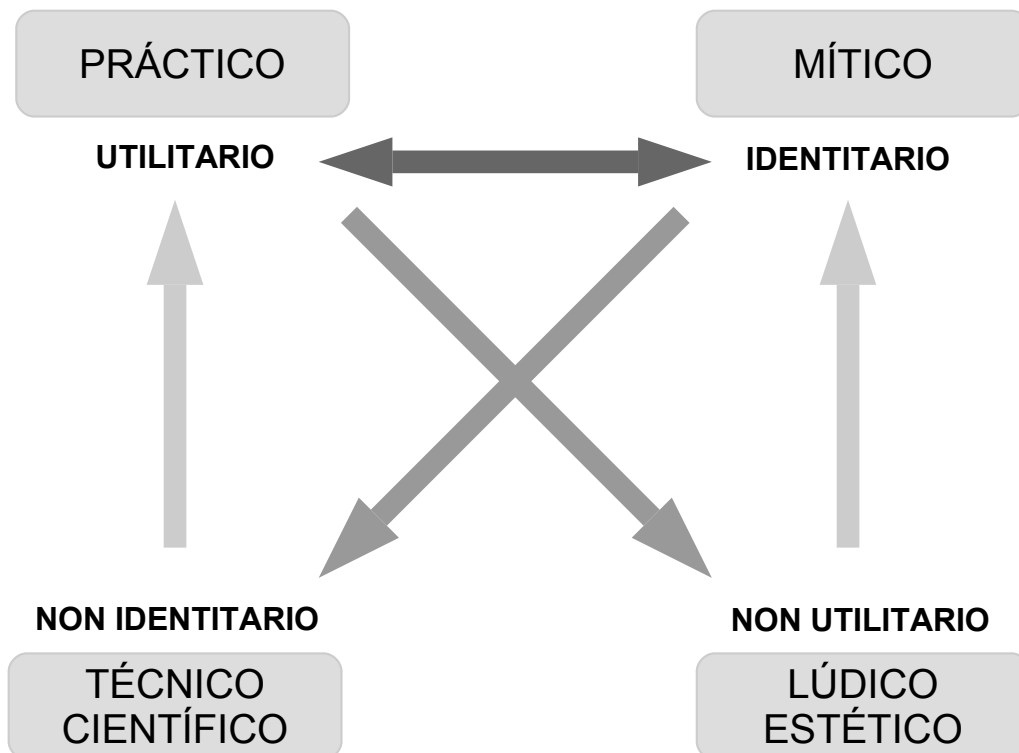 PRÁCTICO
MÍTICO
UTILITARIO
IDENTITARIO
NON IDENTITARIO
NON UTILITARIO
TÉCNICO
CIENTÍFICO
LÚDICO
ESTÉTICO